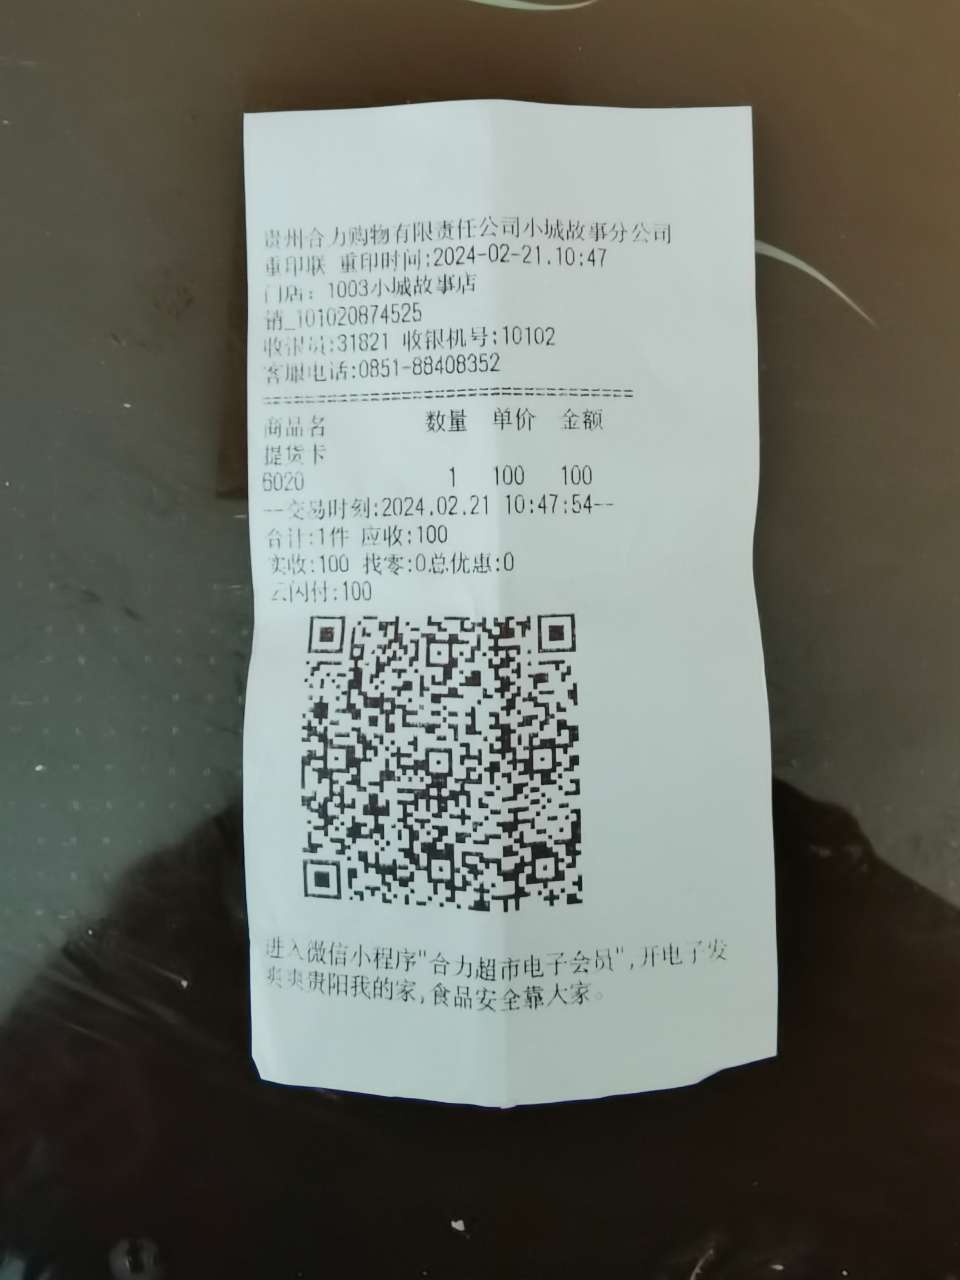 贵州合力购物有限责任公司小城故事分公司
重印联 重印时间:2024-02-21.10:47
门店: 1003小城故事店
销_101020874525
收银员:31821 收银机号:10102
客服电话:0851-88408352
==================================
商品名 数量 单价 金额
提货卡
6020 1 100 100
--交易时刻:2024.02.21 10:47:54--
合计:1件 应收:100
实收:100 找零:0总优惠:0
云闪付:100
进入微信小程序"合力超市电子会员",开电子发
爽爽贵阳我的家,食品安全靠大家。